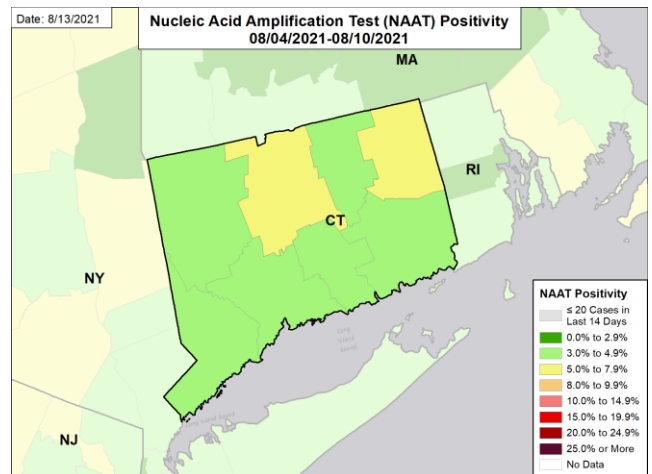 Date: 8/13/2021
Nucleic Acid Amplification Test (NAAT) Positivity
08/04/2021-08/10/2021
MA
RI
CT
NY
NJ
Long
Island
Sound
NAAT Positivity
≤ 20 Cases in
Last 14 Days
0.0% to 2.9%
3.0% to 4.9%
5.0% to 7.9%
8.0% to 9.9%
10.0% to 14.9%
15.0% to 19.9%
20.0% to 24.9%
25.0% or More
No Data